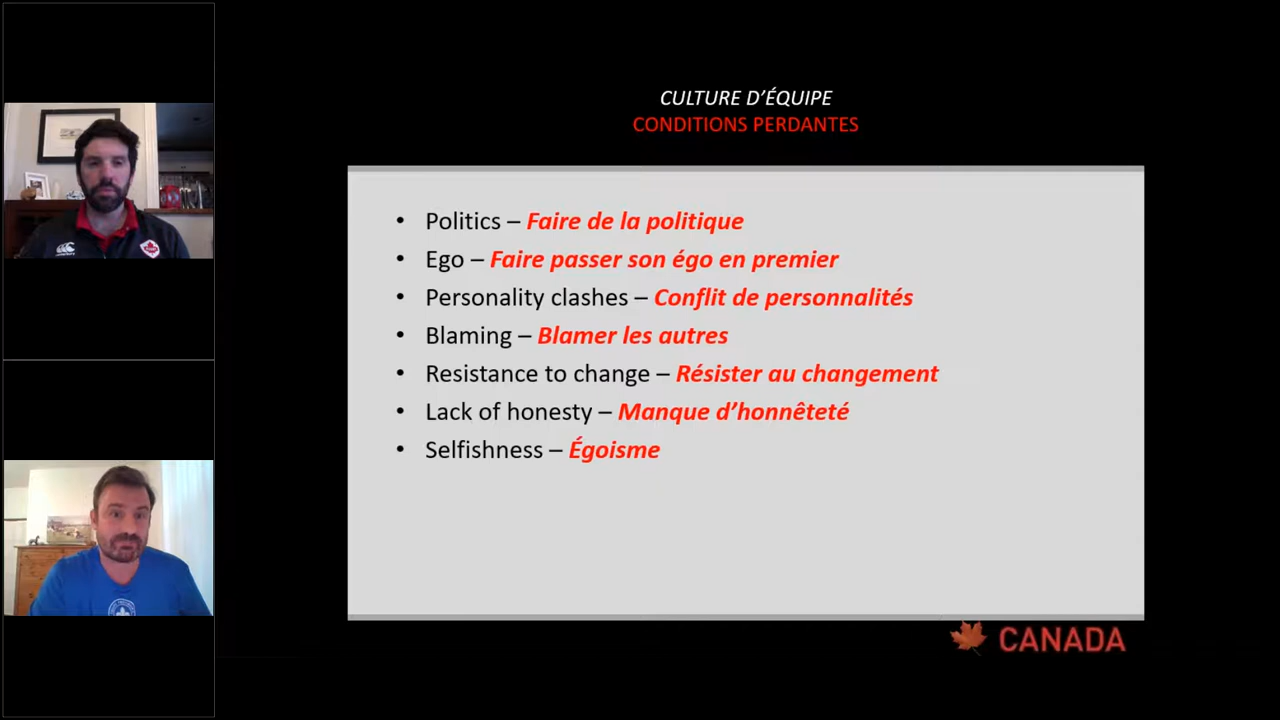 CULTURE D’ÉQUIPE
CONDITIONS PERDANTES
• Politics – Faire de la politique
• Ego – Faire passer son égo en premier
• Personality clashes – Conflit de personnalités
• Blaming – Blamer les autres
• Resistance to change – Résister au changement
• Lack of honesty – Manque d’honnêteté
• Selfishness – Égoisme
CANADA